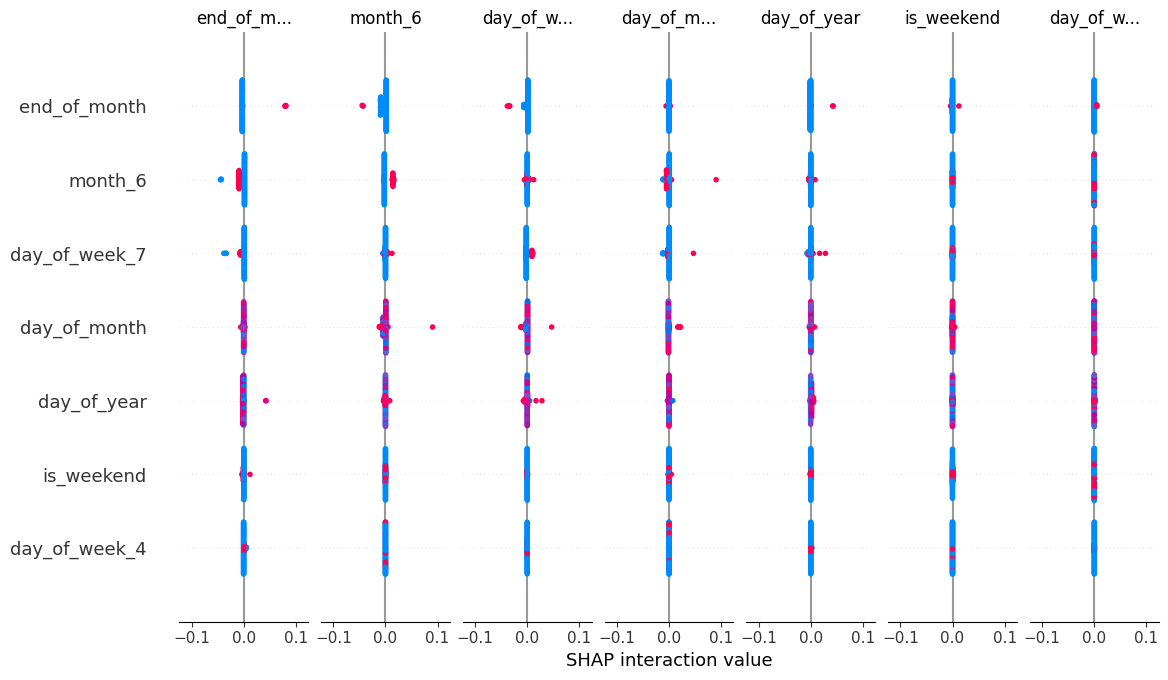 end_of_m... month_6 day_of_w... day_of_m... day_of_year is_weekend day_of_w...
end_of_month
month_6
day_of_week_7
day_of_month
day_of_year
is_weekend
day_of_week_4
−0.1 0.0 0.1 −0.1 0.0 0.1 −0.1 0.0 0.1 −0.1 0.0 0.1 −0.1 0.0 0.1 −0.1 0.0 0.1 −0.1 0.0 0.1
SHAP interaction value